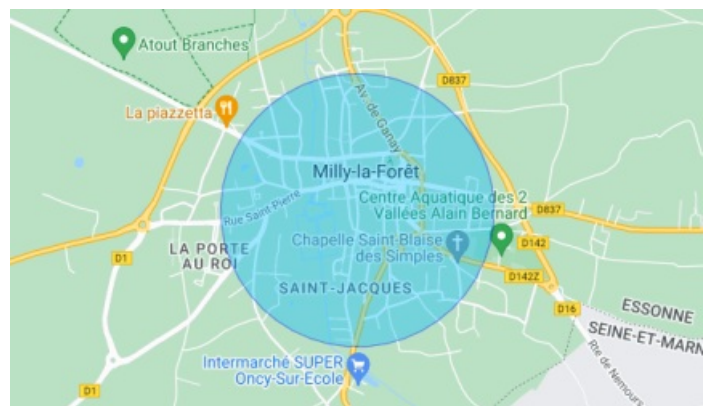 Atout Branches
D837
La piazzetta
Av. de Ganay
Milly-la-Forêt
Rue Saint-Pierre
Centre Aquatique des 2
Vallées Alain Bernard
D837
LA PORTE
AU ROI
D1
Chapelle Saint-Blaise
des Simples
D142
D142Z
SAINT-JACQUES
D16
ESSONNE
SEINE-ET-MARN
Rte de Nemours
Intermarché SUPER
Oncy-Sur-Ecole
D1